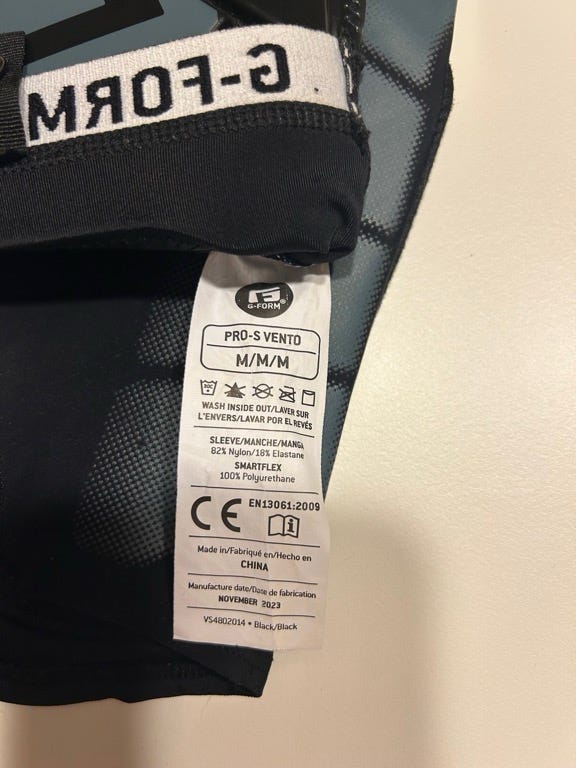 G-FORM
G-FORM®
PRO-S VENTO
M/M/M
30C
WASH INSIDE OUT/LAVER SUR
L'ENVERS/LAVAR POR EL REVÉS
SLEEVE/MANCHE/MANGA
82% Nylon/18% Elastane
SMARTFLEX
100% Polyurethane
CE EN13061:2009
Made in/Fabriqué en/Hecho en
CHINA
Manufacture date/Date de fabrication
NOVEMBER 2023
VS4802014 • Black/Black